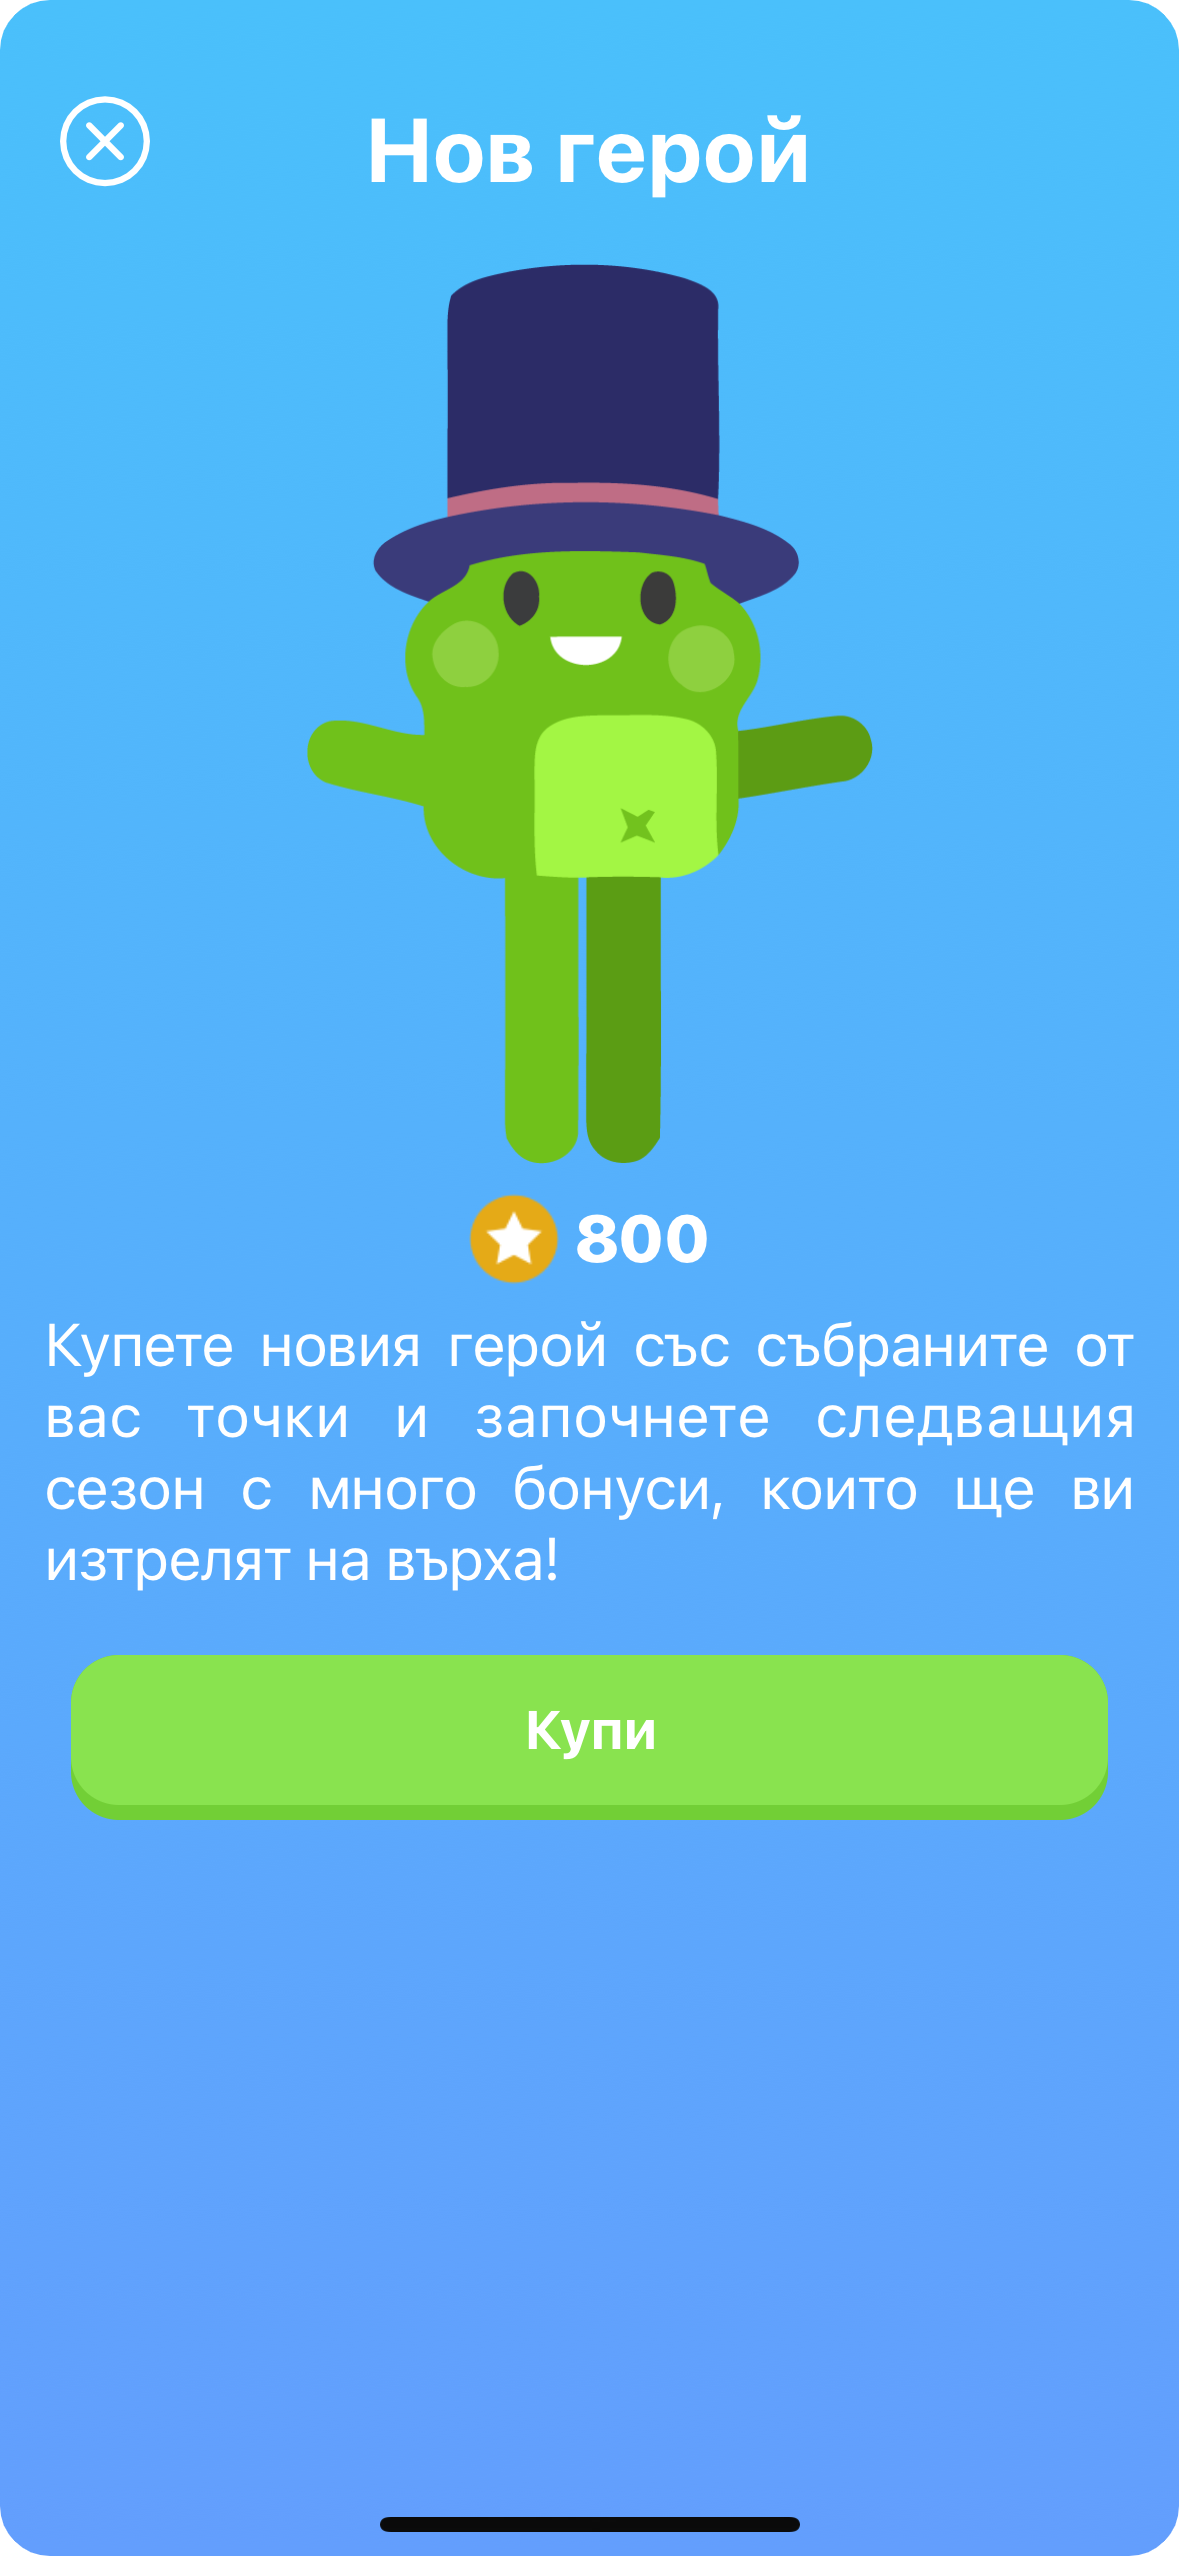 Нов герой
800
Купете новия герой със събраните от
вас точки и започнете следващия
сезон с много бонуси, които ще ви
изтрелят на върха!
Купи